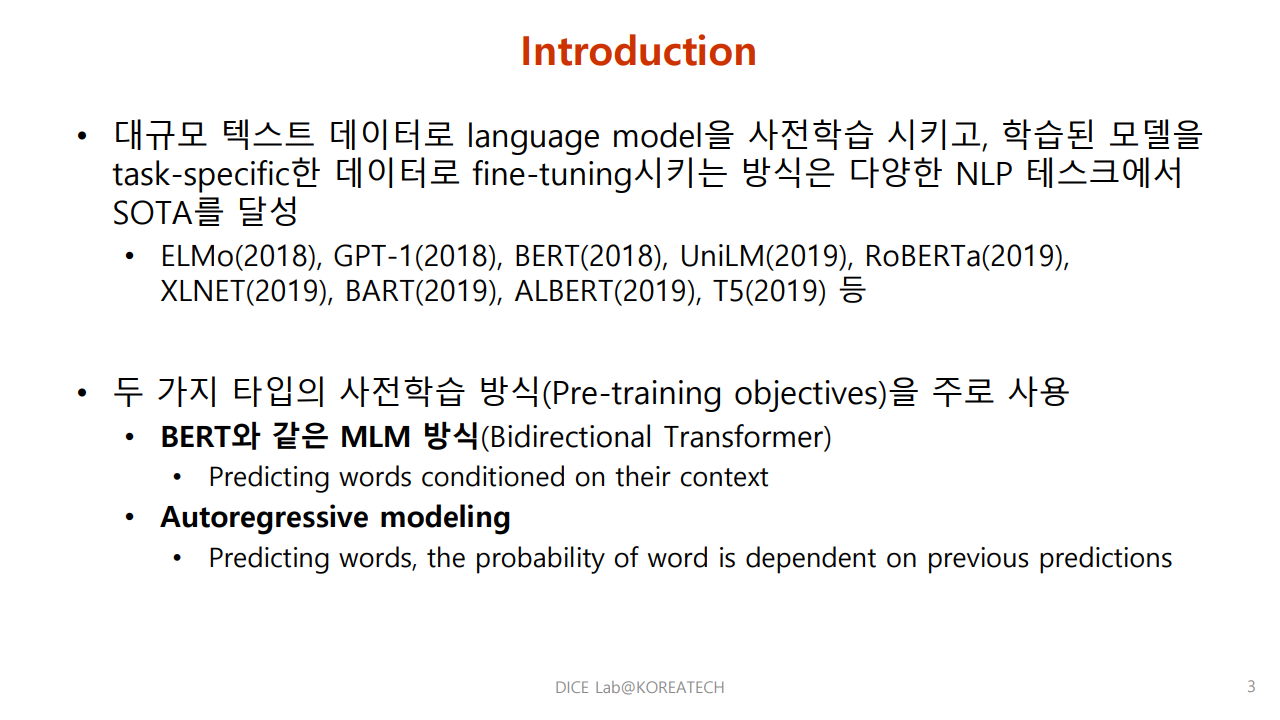 Introduction
• 대규모 텍스트 데이터로 language model을 사전학습 시키고, 학습된 모델을
task-specific한 데이터로 fine-tuning시키는 방식은 다양한 NLP 테스크에서
SOTA를 달성
• ELMo(2018), GPT-1(2018), BERT(2018), UniLM(2019), RoBERTa(2019),
XLNET(2019), BART(2019), ALBERT(2019), T5(2019) 등
• 두 가지 타입의 사전학습 방식(Pre-training objectives)을 주로 사용
• BERT와 같은 MLM 방식(Bidirectional Transformer)
• Predicting words conditioned on their context
• Autoregressive modeling
• Predicting words, the probability of word is dependent on previous predictions
DICE Lab@KOREATECH
3